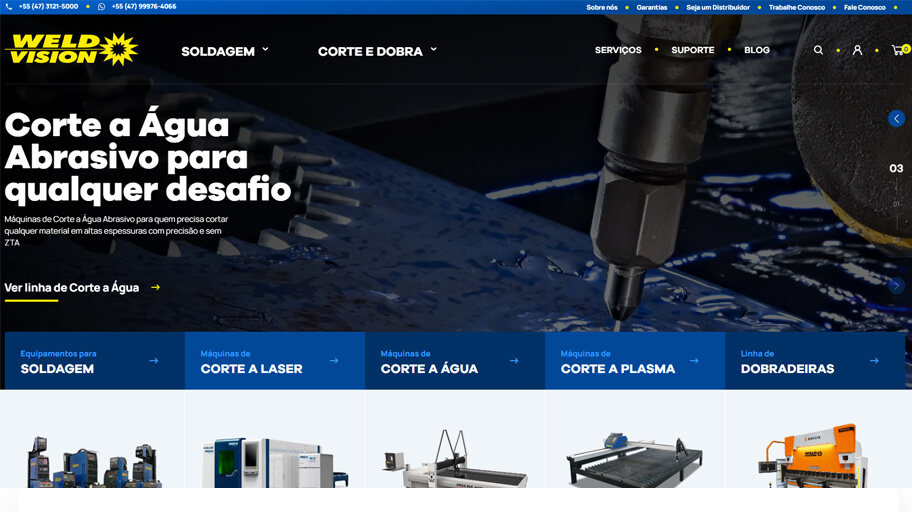 +55 (47) 3121-5000
+55 (47) 99976-4066
Sobre nós
Garantias
Seja um Distribuidor
Trabalhe Conosco
Fale Conosco
WELD VISION
SOLDAGEM
CORTE E DOBRA
SERVIÇOS
SUPORTE
BLOG
0
Corte a Água
Abrasivo para
qualquer desafio
Máquinas de Corte a Água Abrasivo para quem precisa cortar
qualquer material em altas espessuras com precisão e sem
ZTA
03
01
Ver linha de Corte a Água
Equipamentos para
SOLDAGEM
Máquinas de
CORTE A LASER
Máquinas de
CORTE A ÁGUA
Máquinas de
CORTE A PLASMA
Linha de
DOBRADEIRAS